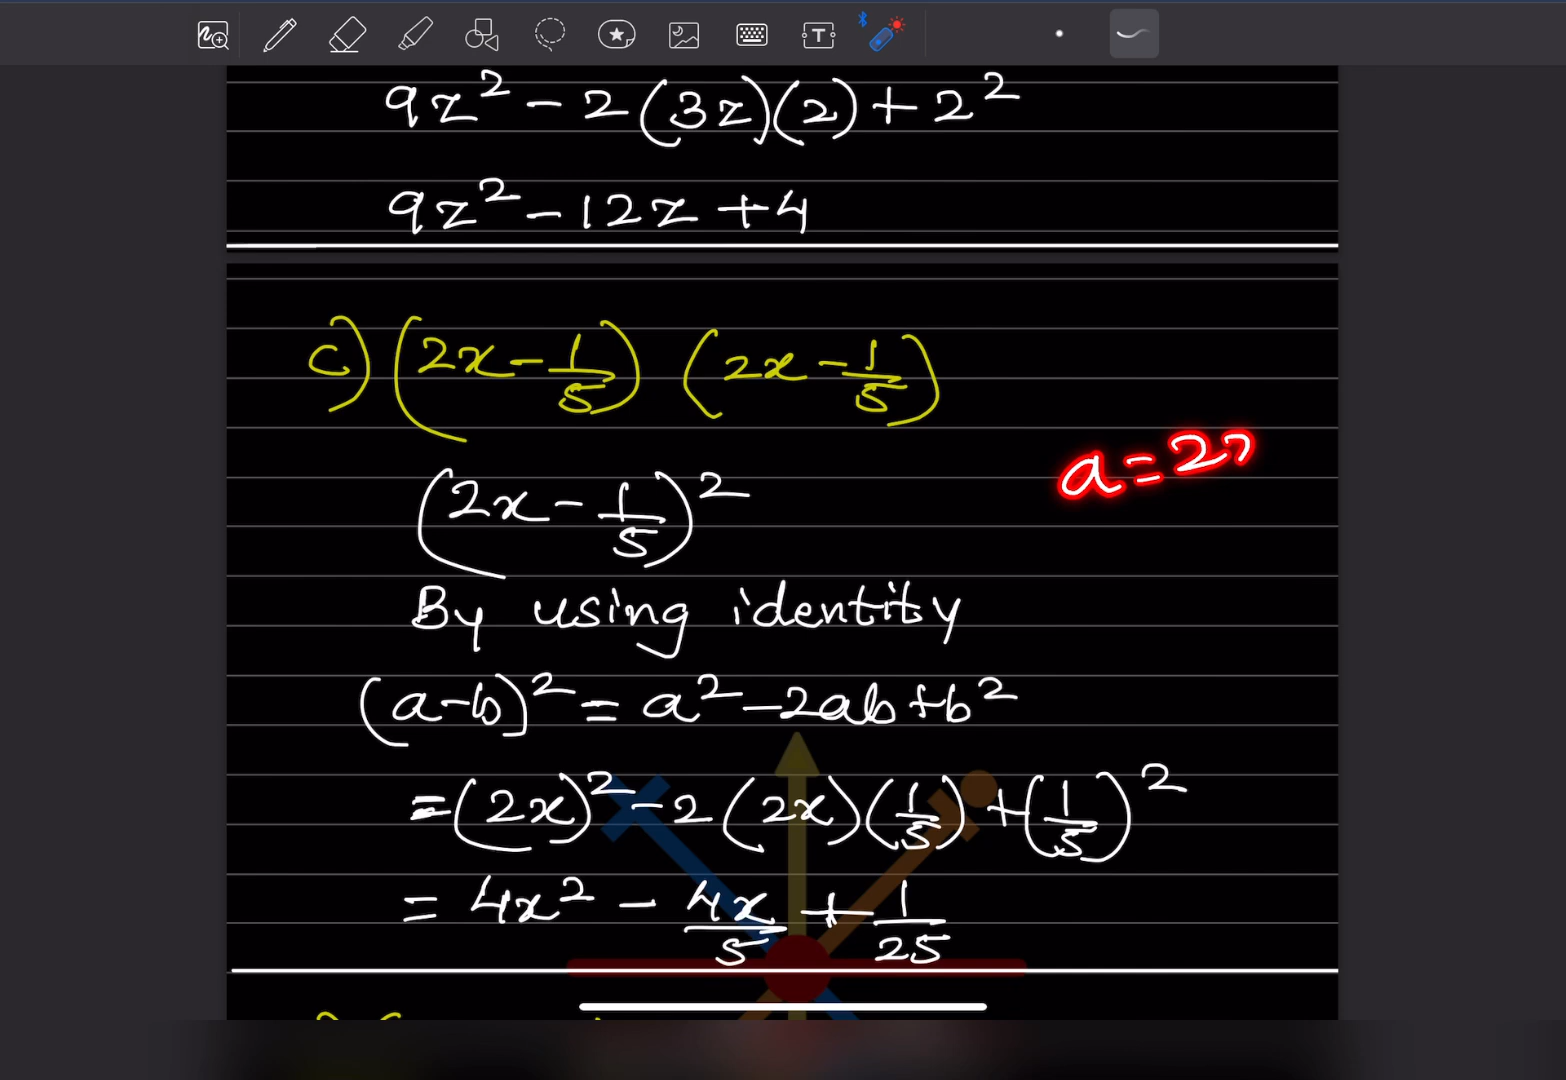 9z² - 2(3z)(2) + 2²
9z² - 12z + 4
c) (2x - 1/5) (2x - 1/5)
a = 2
(2x - 1/5)²
By using identity
(a-b)² = a² - 2ab + b²
= (2x)² - 2(2x)(1/5) + (1/5)²
= 4x² - 4x/5 + 1/25